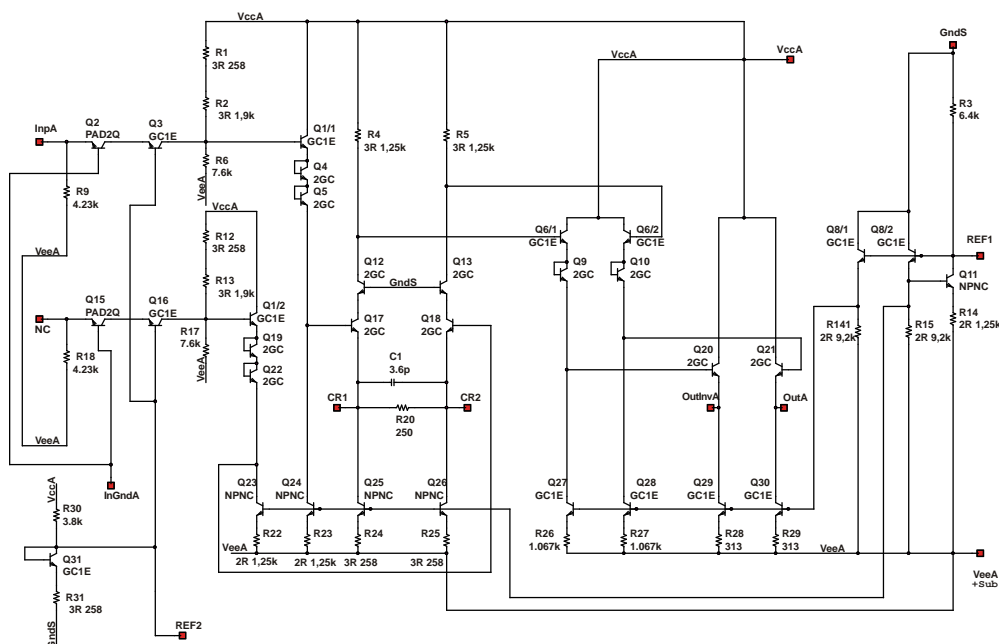 VccA
GndS
R1
3R 258
VccA
VccA
R2
3R 1,9k
R3
6.4k
InpA
Q2
PAD2Q
Q3
GC1E
Q1/1
GC1E
R4
3R 1,25k
R5
3R 1,25k
R6
7.6k
Q4
2GC
R9
4.23k
VeeA
Q5
2GC
VccA
Q6/1
GC1E
Q6/2
GC1E
Q8/1
GC1E
Q8/2
GC1E
REF1
R12
3R 258
VeeA
Q12
2GC
Q13
2GC
GndS
Q9
2GC
Q10
2GC
Q11
NPNC
R13
3R 1,9k
Q15
PAD2Q
Q16
GC1E
Q1/2
GC1E
Q17
2GC
Q18
2GC
R14
2R 1,25k
NC
R17
7.6k
R141
2R 9,2k
R15
2R 9,2k
R18
4.23k
Q19
2GC
C1
3.6p
Q20
2GC
Q21
2GC
VeeA
Q22
2GC
CR1
CR2
R20
250
OutInvA
OutA
VeeA
InGndA
Q23
NPNC
Q24
NPNC
Q25
NPNC
Q26
NPNC
Q27
GC1E
Q28
GC1E
Q29
GC1E
Q30
GC1E
VccA
R30
3.8k
R22
2R 1,25k
R23
2R 1,25k
R24
3R 258
R25
3R 258
R26
1.067k
R27
1.067k
R28
313
R29
313
VeeA
VeeA
VeeA
+Sub
Q31
GC1E
R31
3R 258
GndS
REF2